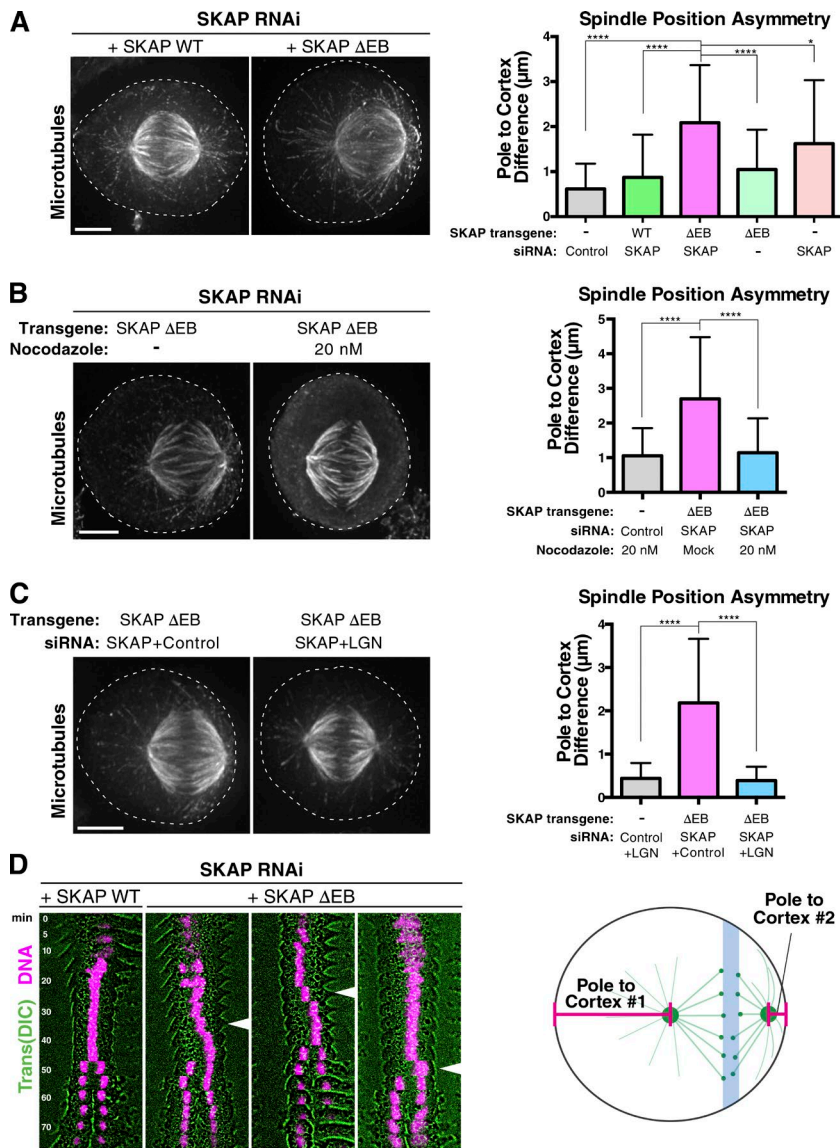 A
SKAP RNAi
+ SKAP WT
+ SKAP ΔEB
Microtubules
Spindle Position Asymmetry
Pole to Cortex
Difference (μm)
4
3
2
1
0
****
****
****
*
SKAP transgene: - WT ΔEB ΔEB -
siRNA: Control SKAP SKAP - SKAP
B
SKAP RNAi
Transgene: SKAP ΔEB SKAP ΔEB
Nocodazole: - 20 nM
Microtubules
Spindle Position Asymmetry
Pole to Cortex
Difference (μm)
5
4
3
2
1
0
****
****
SKAP transgene: - ΔEB ΔEB
siRNA: Control SKAP SKAP
Nocodazole: 20 nM Mock 20 nM
C
Transgene: SKAP ΔEB SKAP ΔEB
siRNA: SKAP+Control SKAP+LGN
Microtubules
Spindle Position Asymmetry
Pole to Cortex
Difference (μm)
4
3
2
1
0
****
****
SKAP transgene: - ΔEB ΔEB
siRNA: Control SKAP SKAP
+LGN +Control +LGN
D
SKAP RNAi
+ SKAP WT
+ SKAP ΔEB
Trans(DIC) DNA
min 0
5
10
20
30
40
50
60
70
Pole to
Cortex #1
Pole to
Cortex #2